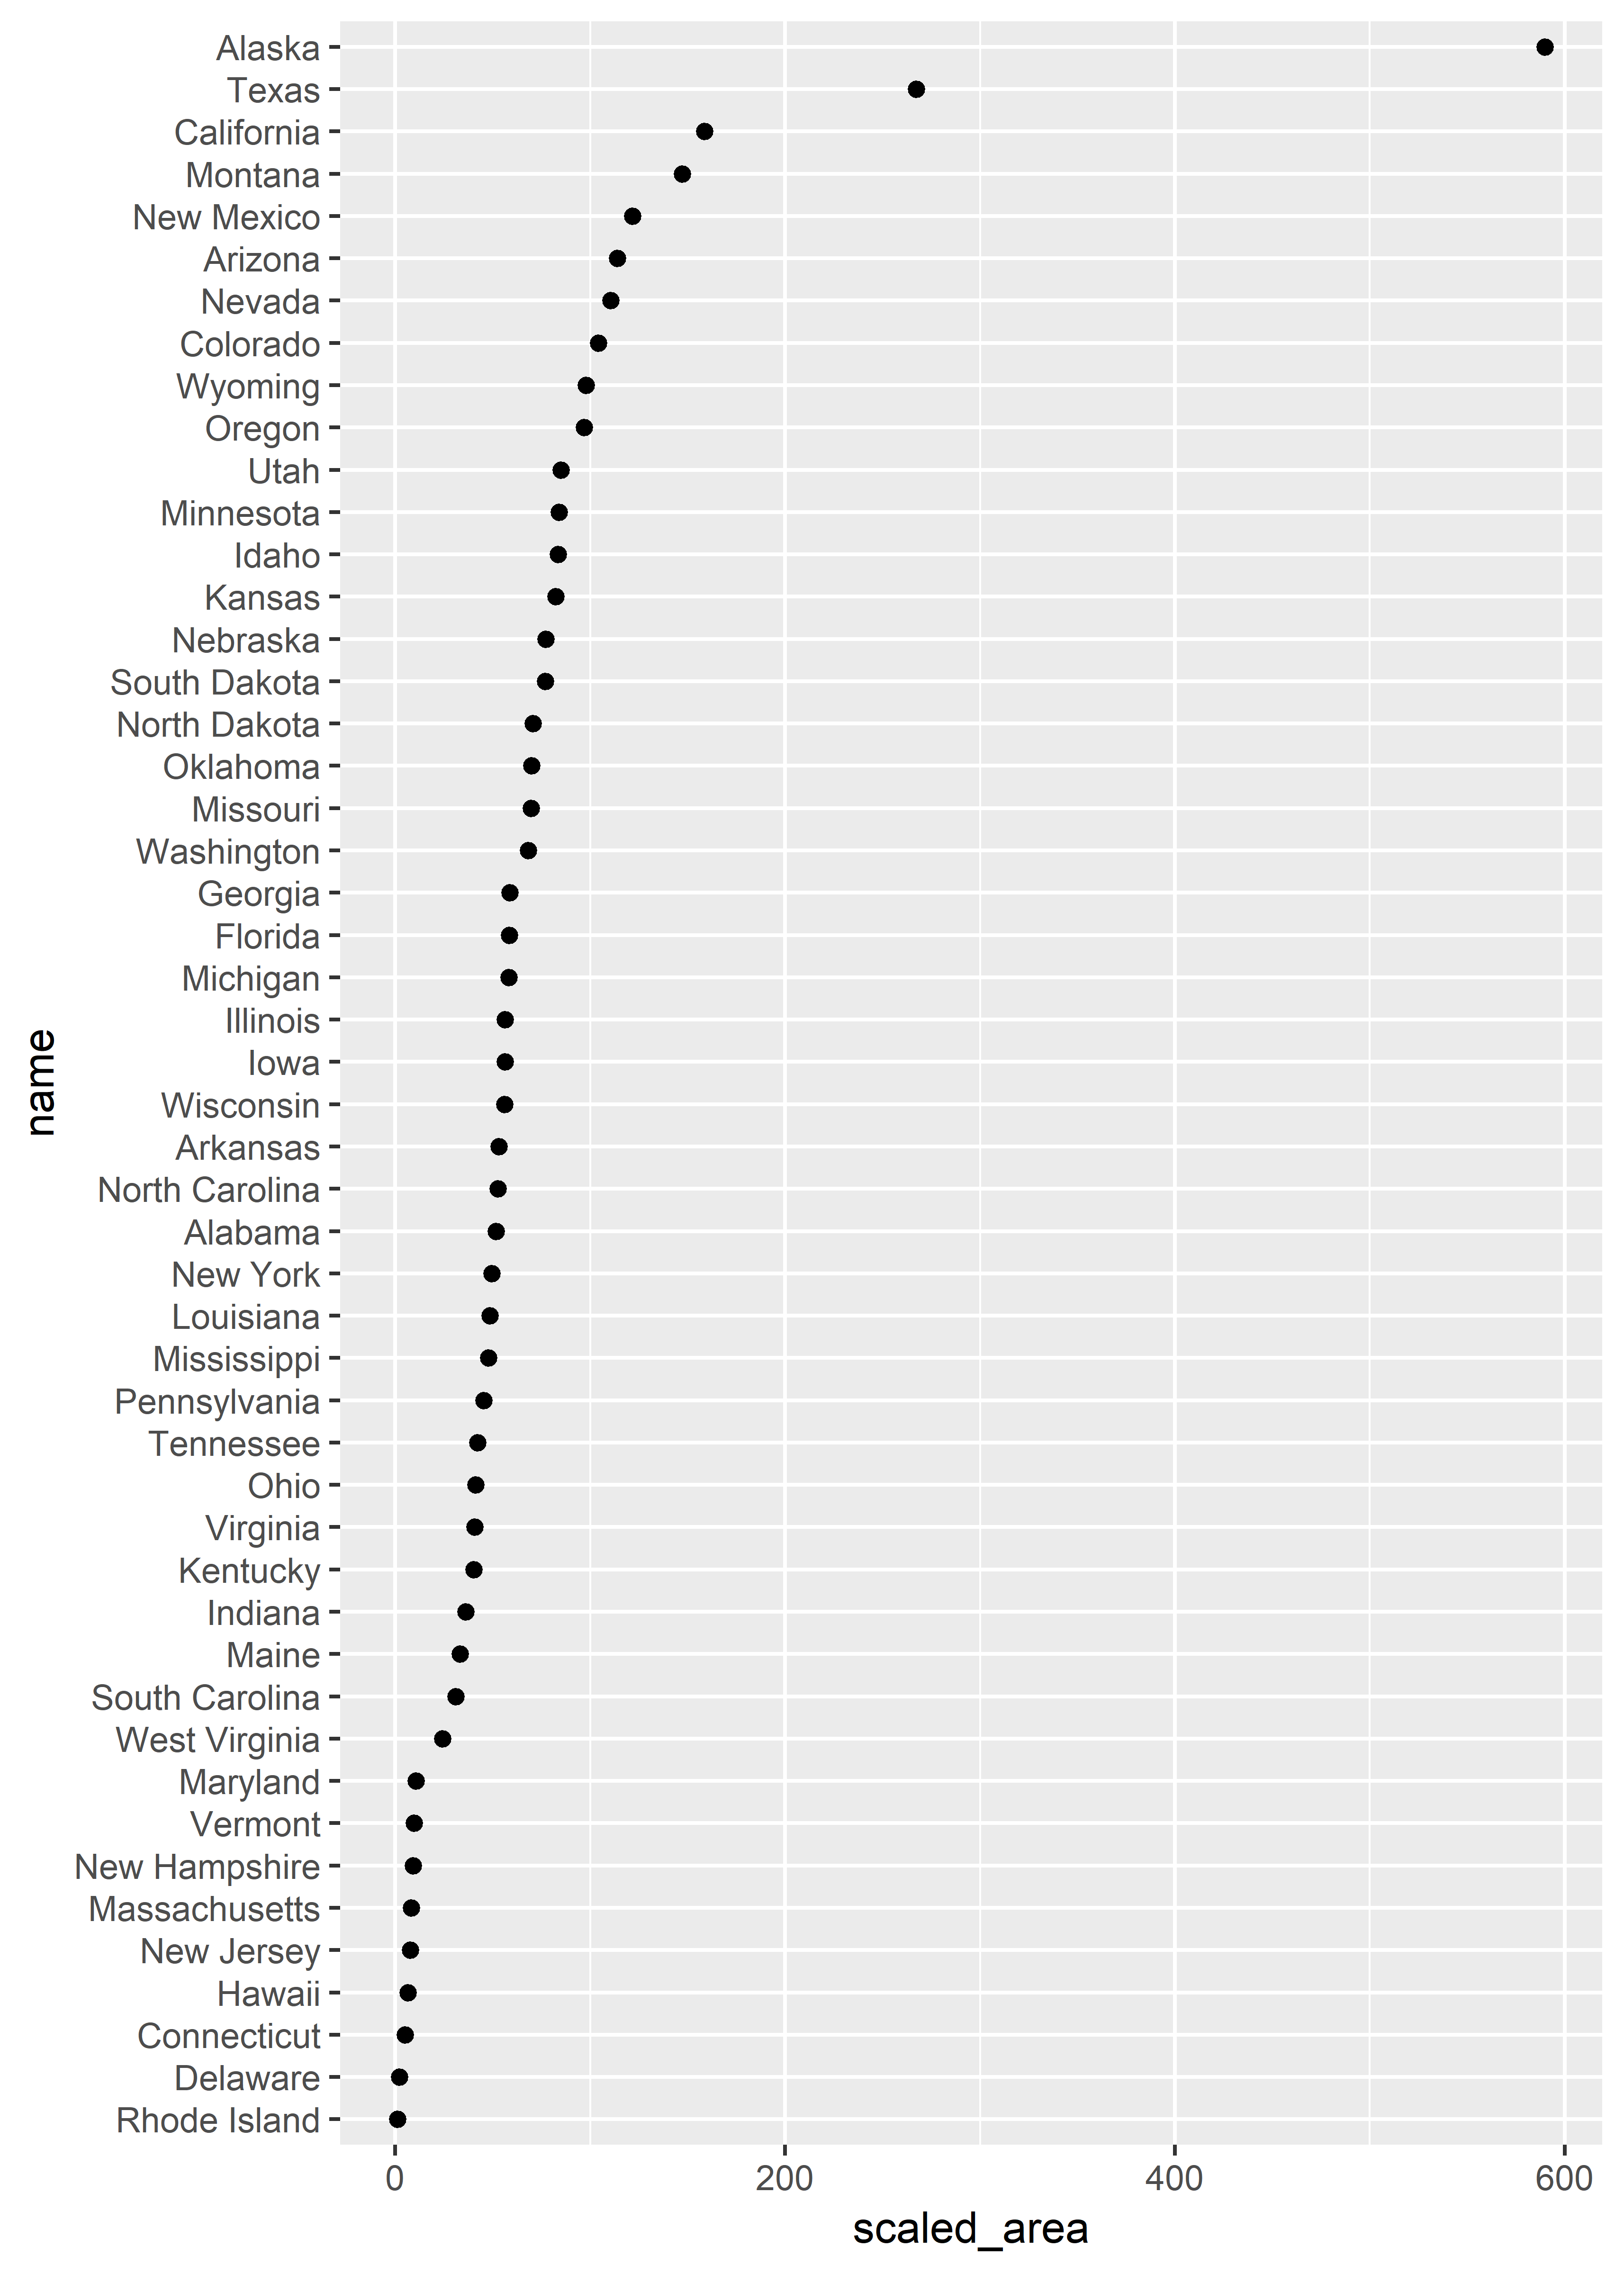 Alaska
Texas
California
Montana
New Mexico
Arizona
Nevada
Colorado
Wyoming
Oregon
Utah
Minnesota
Idaho
Kansas
Nebraska
South Dakota
North Dakota
Oklahoma
Missouri
Washington
Georgia
Florida
Michigan
Illinois
Iowa
Wisconsin
Arkansas
North Carolina
Alabama
New York
Louisiana
Mississippi
Pennsylvania
Tennessee
Ohio
Virginia
Kentucky
Indiana
Maine
South Carolina
West Virginia
Maryland
Vermont
New Hampshire
Massachusetts
New Jersey
Hawaii
Connecticut
Delaware
Rhode Island
name
0 200 400 600
scaled_area